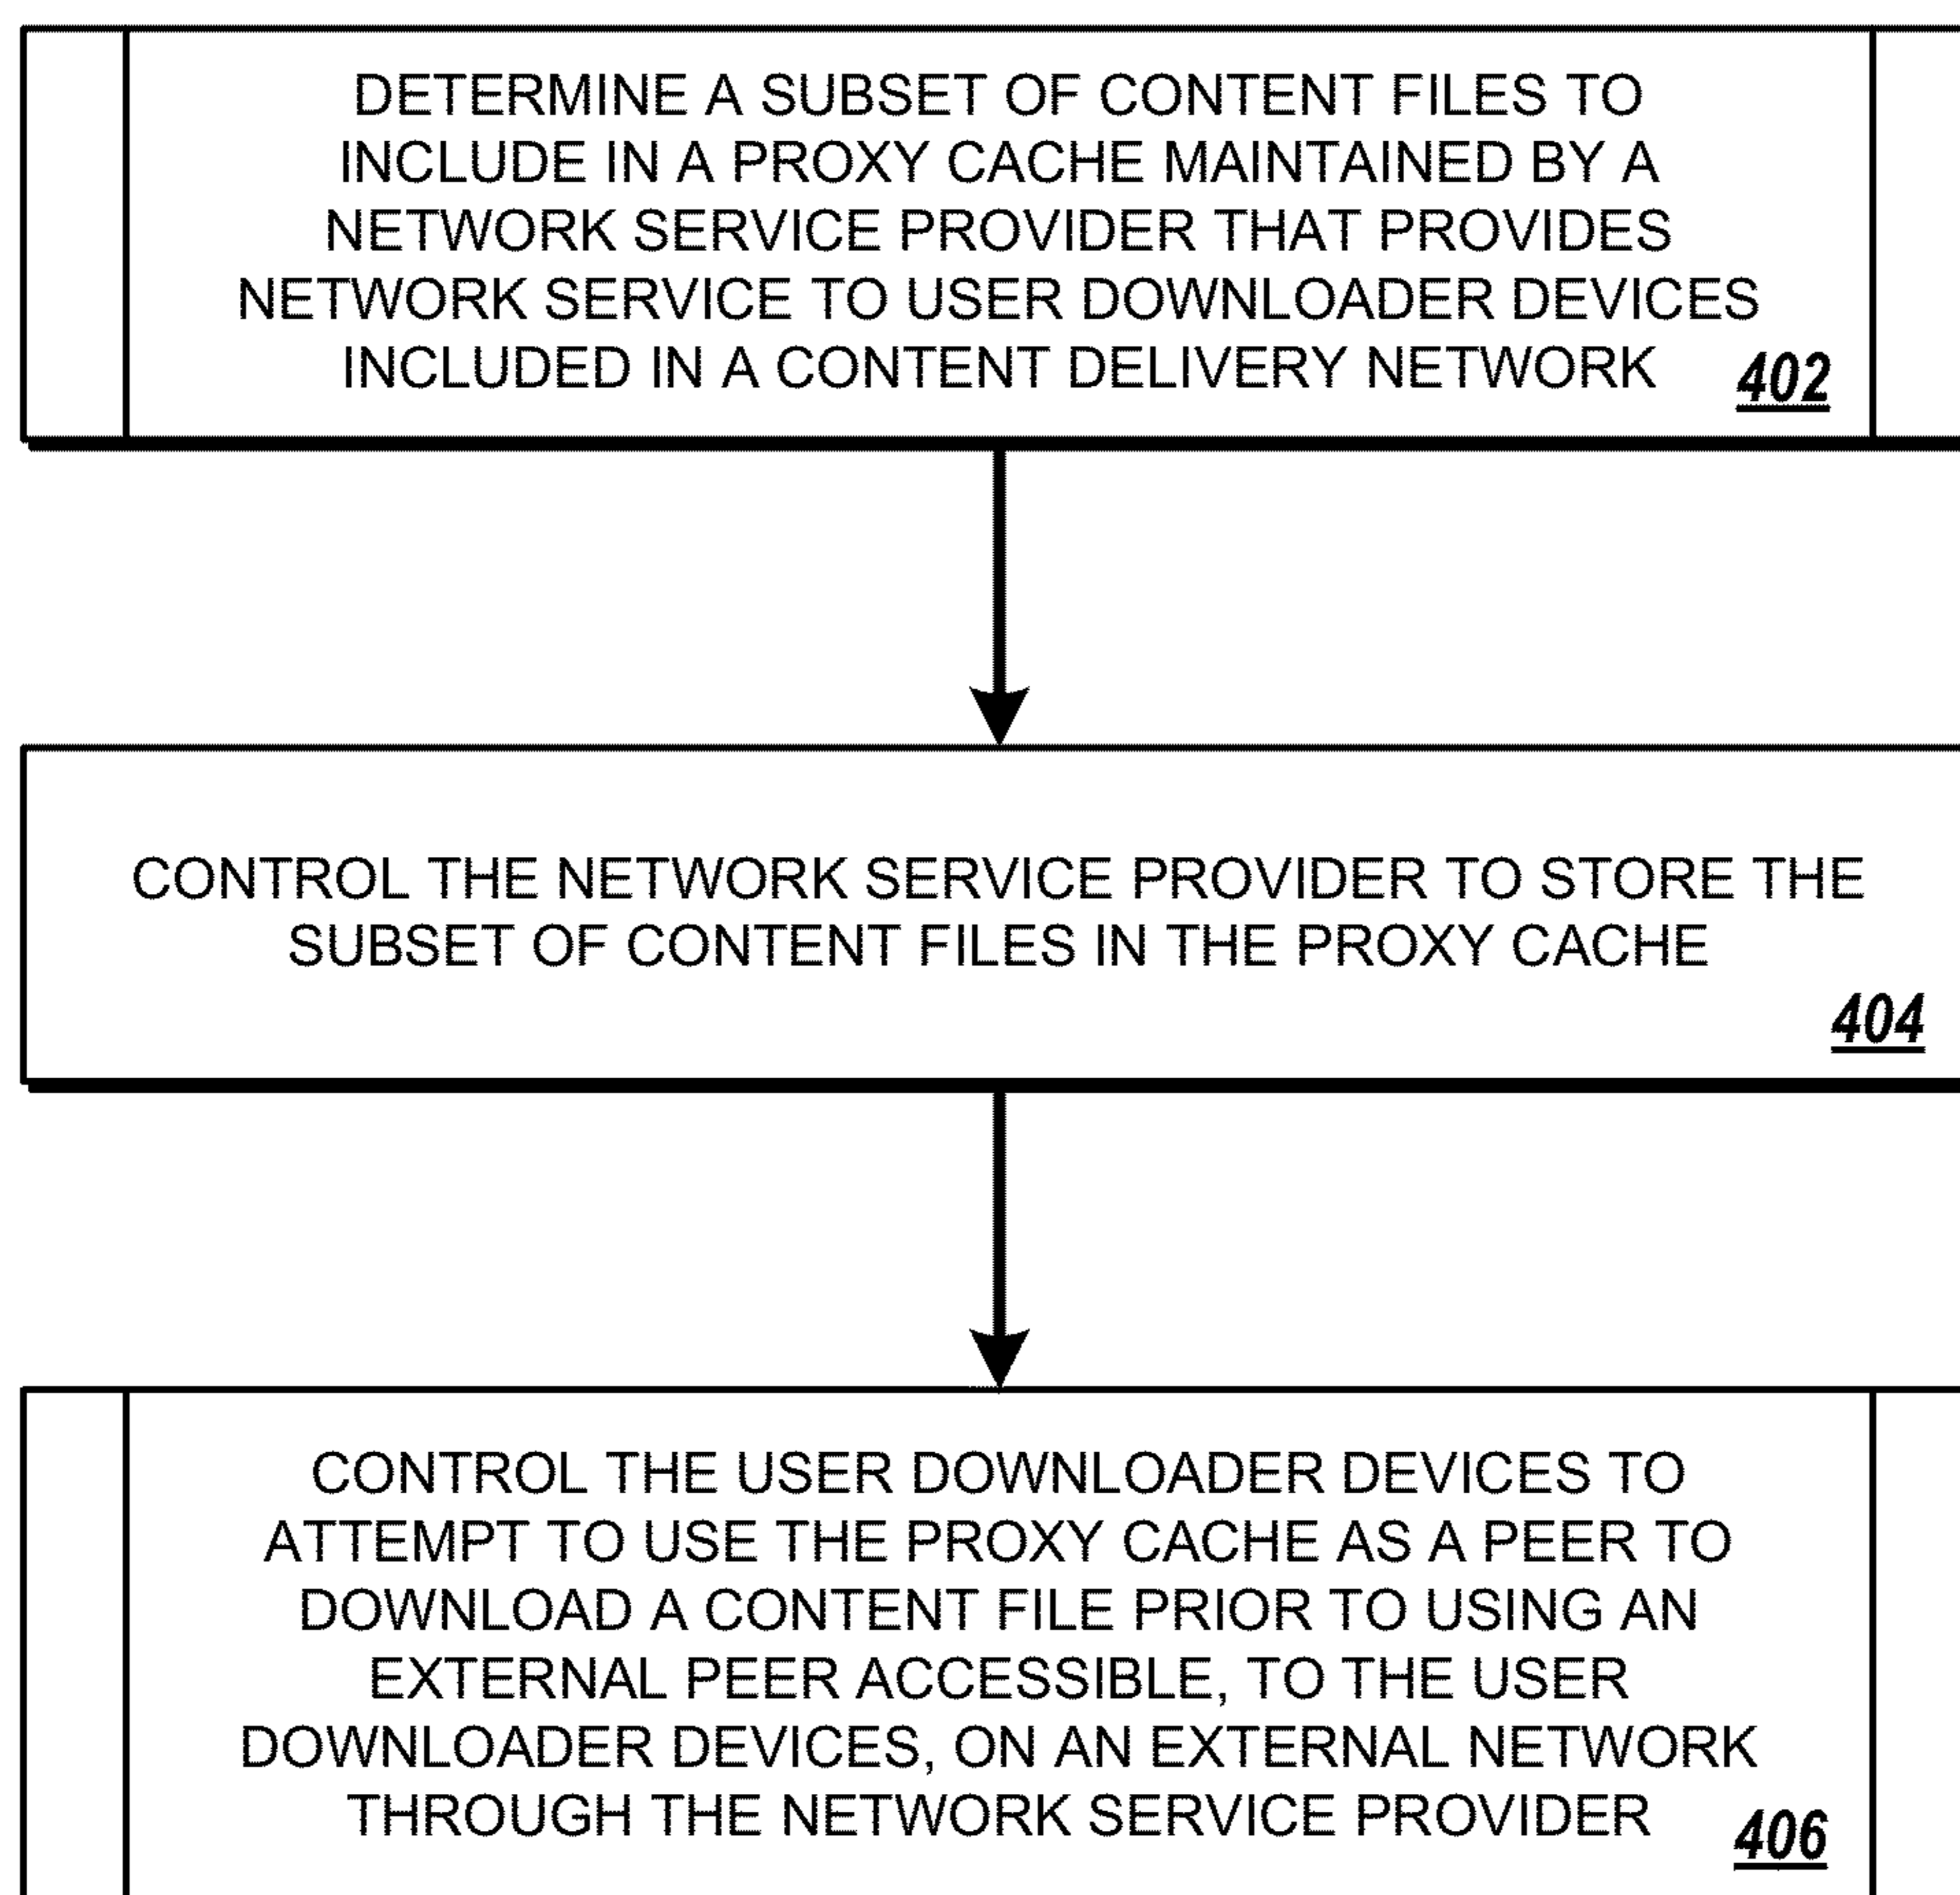 DETERMINE A SUBSET OF CONTENT FILES TO
INCLUDE IN A PROXY CACHE MAINTAINED BY A
NETWORK SERVICE PROVIDER THAT PROVIDES
NETWORK SERVICE TO USER DOWNLOADER DEVICES
INCLUDED IN A CONTENT DELIVERY NETWORK
402
CONTROL THE NETWORK SERVICE PROVIDER TO STORE THE
SUBSET OF CONTENT FILES IN THE PROXY CACHE
404
CONTROL THE USER DOWNLOADER DEVICES TO
ATTEMPT TO USE THE PROXY CACHE AS A PEER TO
DOWNLOAD A CONTENT FILE PRIOR TO USING AN
EXTERNAL PEER ACCESSIBLE, TO THE USER
DOWNLOADER DEVICES, ON AN EXTERNAL NETWORK
THROUGH THE NETWORK SERVICE PROVIDER
406